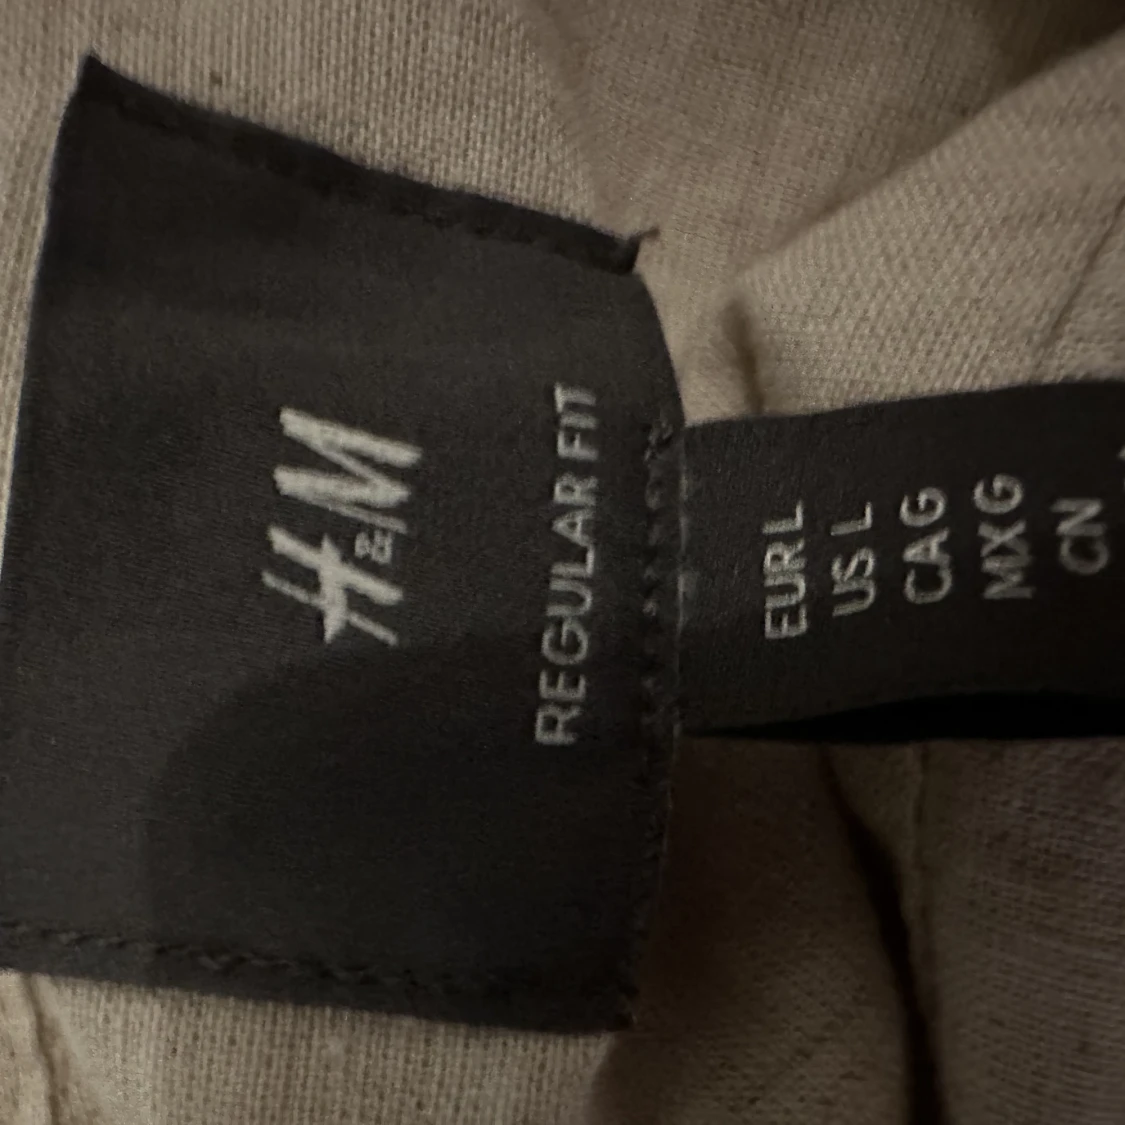 H&M
REGULAR FIT
EUR L
US L
CA G
MX G
CN